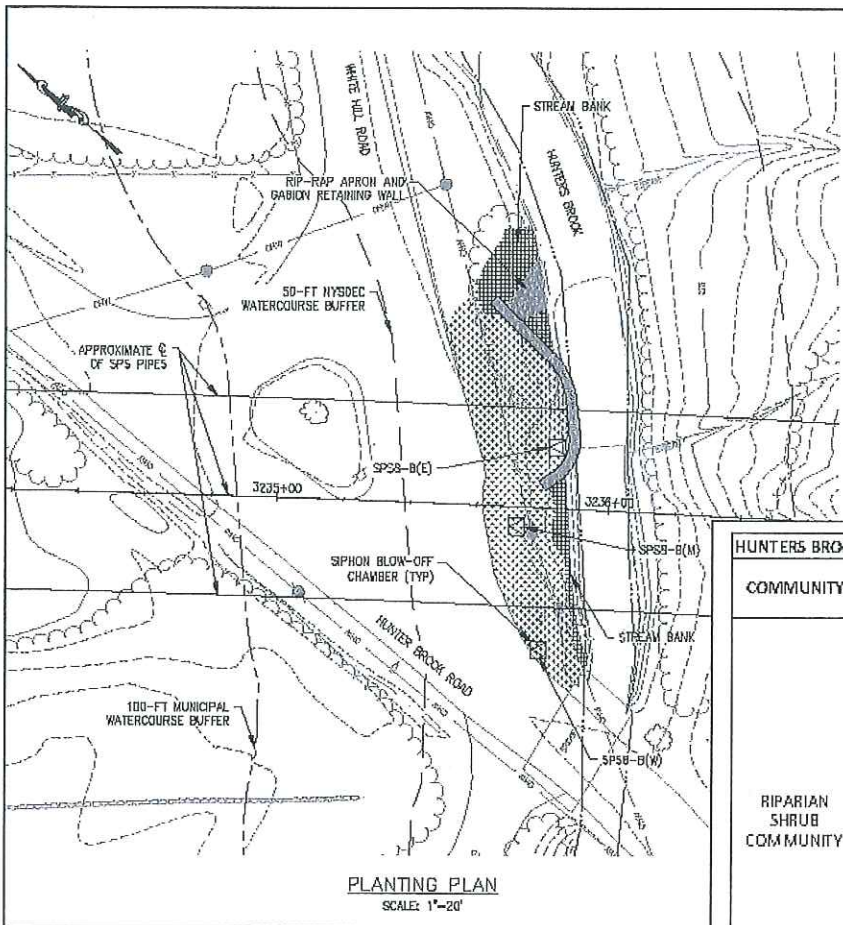 WHITE HILL ROAD
STREAM BANK
HUNTERS BROOK
RIP-RAP APRON AND
GABION RETAINING WALL
50-FT NYSDEC
WATERCOURSE BUFFER
APPROXIMATE ℄
OF SPS PIPES
SPS8-B(E)
3235+00
3236+0
SPS8-B(M)
SIPHON BLOW-OFF
CHAMBER (TYP)
STREAM BANK
HUNTER BROOK ROAD
100-FT MUNICIPAL
WATERCOURSE BUFFER
SPS8-B(W)
PLANTING PLAN
SCALE: 1"-20'
HUNTERS BRO
COMMUNITY
RIPARIAN
SHRUB
COMMUNITY